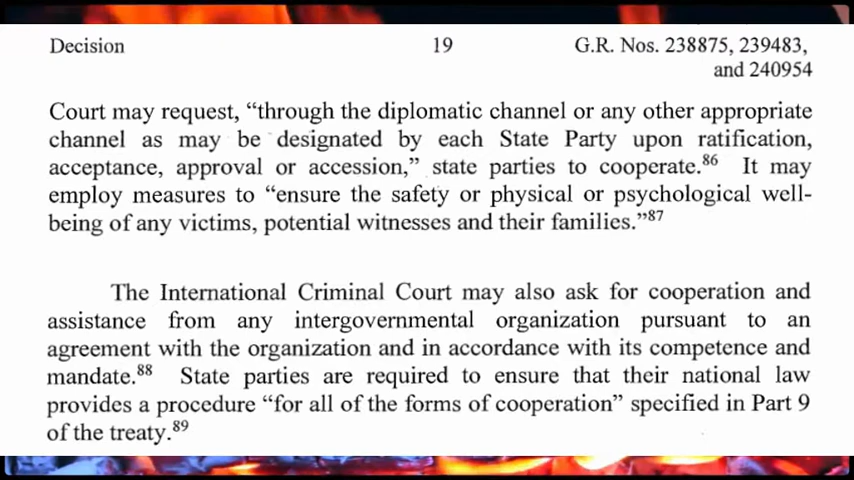 Decision 19 G.R. Nos. 238875, 239483,
and 240954
Court may request, “through the diplomatic channel or any other appropriate
channel as may be designated by each State Party upon ratification,
acceptance, approval or accession,” state parties to cooperate.86 It may
employ measures to “ensure the safety or physical or psychological well-
being of any victims, potential witnesses and their families.”87
The International Criminal Court may also ask for cooperation and
assistance from any intergovernmental organization pursuant to an
agreement with the organization and in accordance with its competence and
mandate.88 State parties are required to ensure that their national law
provides a procedure “for all of the forms of cooperation” specified in Part 9
of the treaty.89